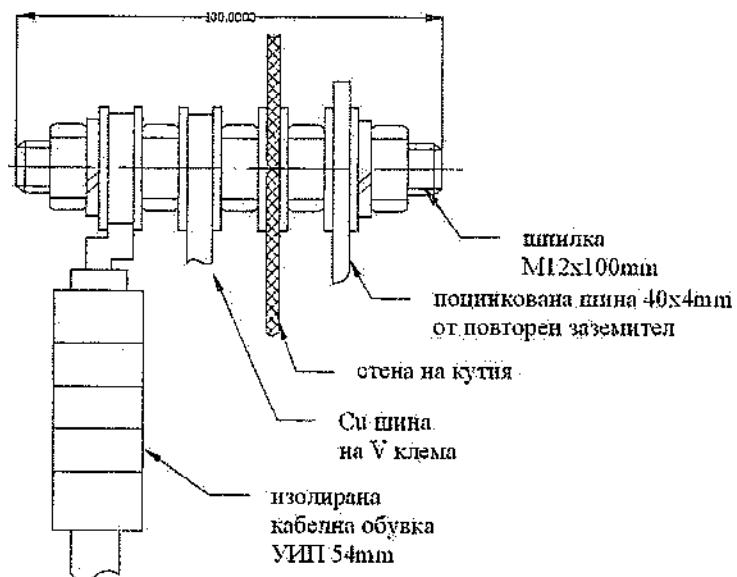 100,0000
шпилка
М12х100mm
поцинкована шина 40х4mm
от повторен заземител
стена на кутия
Cu шина
на V клема
изолирана
кабелна обувка
УИП 54mm